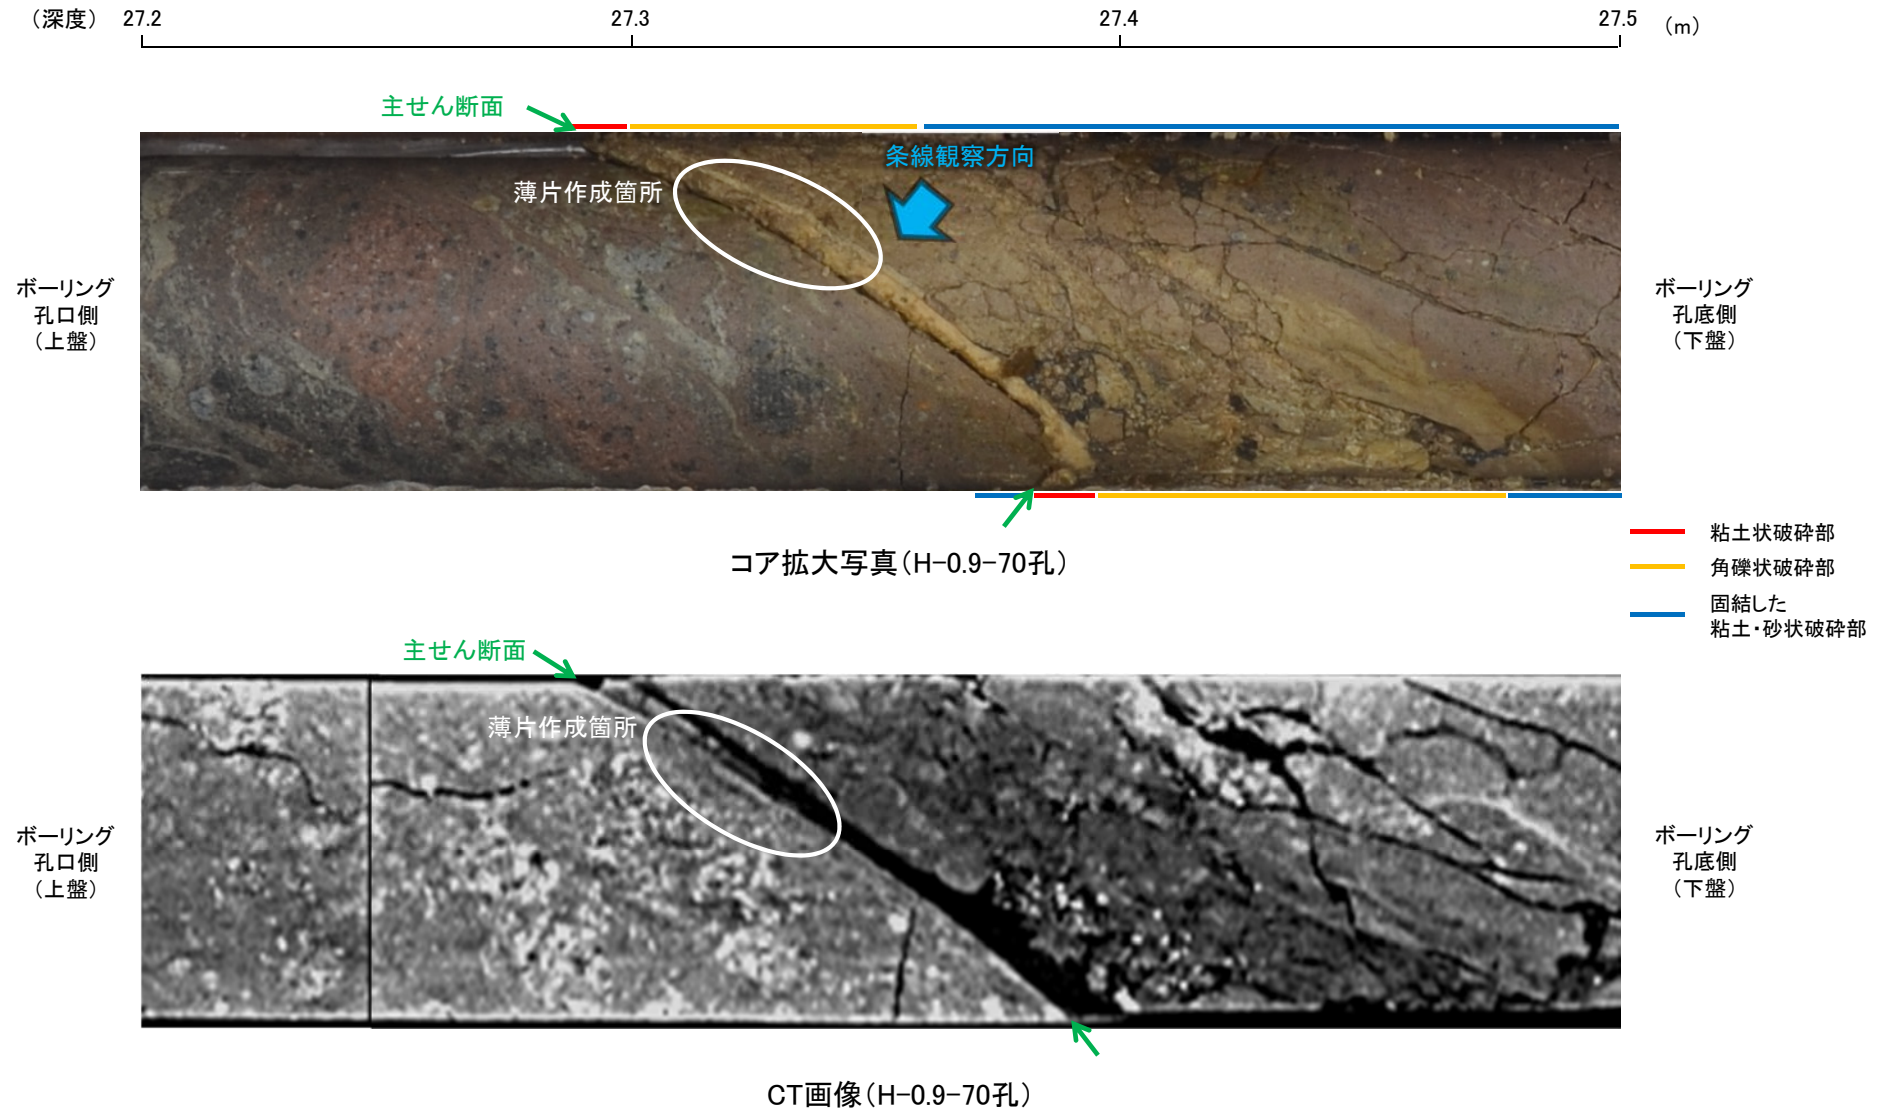 （深度） 27.2 27.3 27.4 27.5 （m）
主せん断面
条線観察方向
薄片作成箇所
ボーリング
孔口側
（上盤）
ボーリング
孔底側
（下盤）
コア拡大写真（H-0.9-70孔）
粘土状破砕部
角礫状破砕部
固結した
粘土・砂状破砕部
主せん断面
薄片作成箇所
ボーリング
孔口側
（上盤）
ボーリング
孔底側
（下盤）
CT画像（H-0.9-70孔）